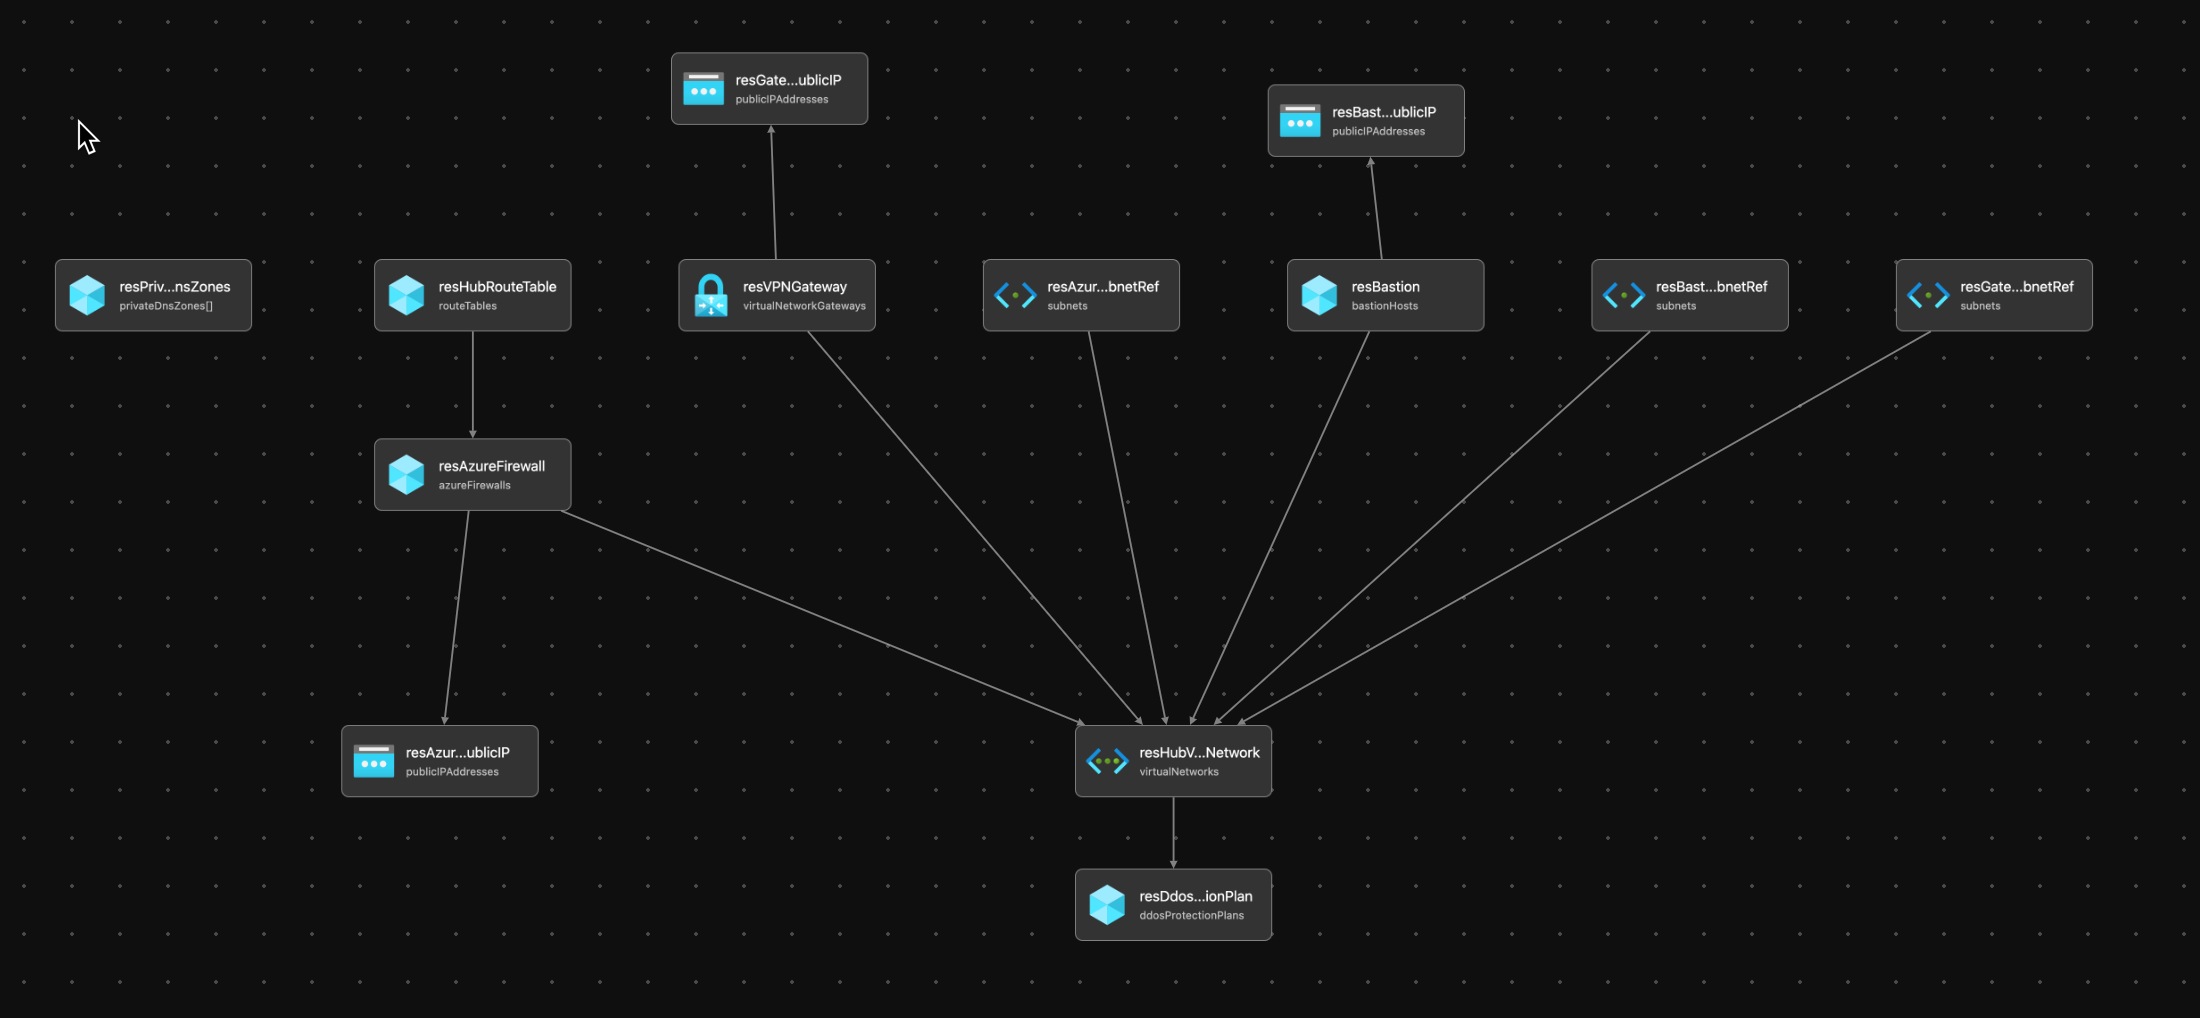 resGate...ublicIP
publicIPAddresses
resBast...ublicIP
publicIPAddresses
resPriv...nsZones
privateDnsZones[]
resHubRouteTable
routeTables
resVPNGateway
virtualNetworkGateways
resAzur...bnetRef
subnets
resBastion
bastionHosts
resBast...bnetRef
subnets
resGate...bnetRef
subnets
resAzureFirewall
azureFirewalls
resAzur...ublicIP
publicIPAddresses
resHubV...Network
virtualNetworks
resDdos...ionPlan
ddosProtectionPlans